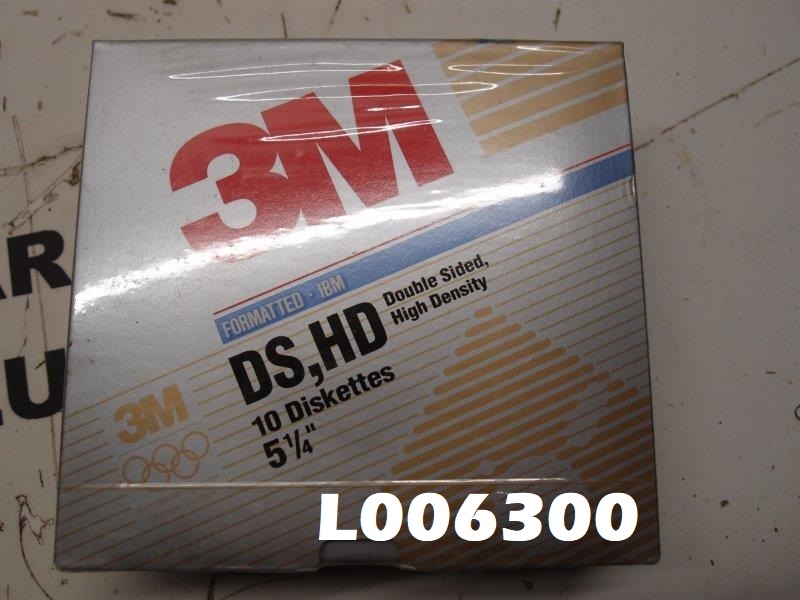 3M
FORMATTED · IBM
DS,HD
Double Sided,
High Density
10 Diskettes
5¼"
3M
L006300
AR
LU